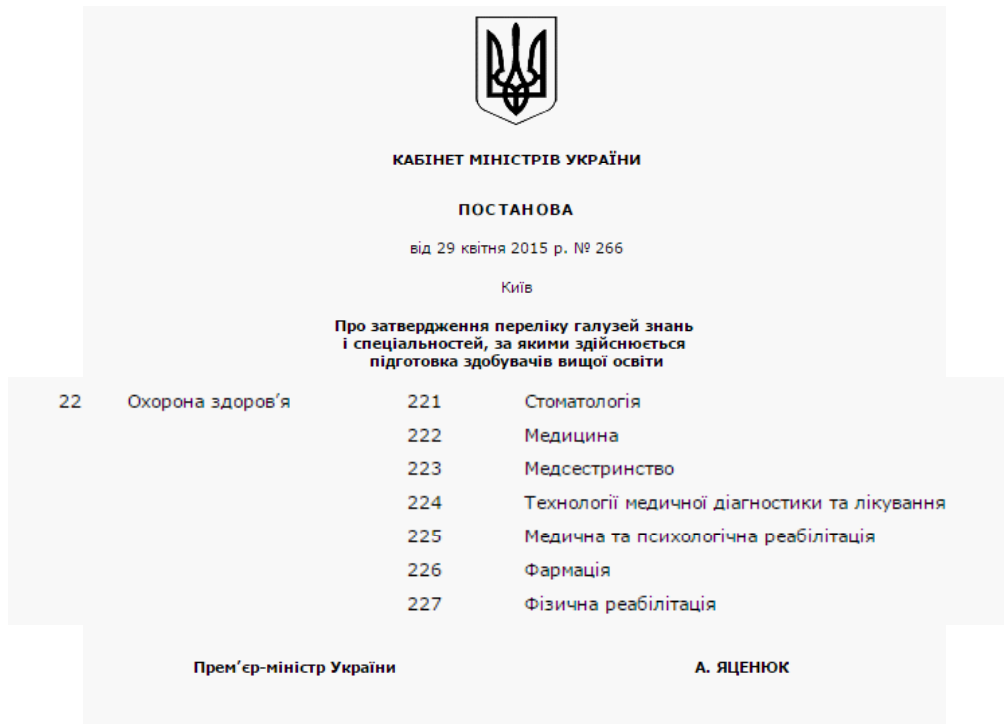 КАБІНЕТ МІНІСТРІВ УКРАЇНИ
ПОСТАНОВА
від 29 квітня 2015 р. № 266
Київ
Про затвердження переліку галузей знань
і спеціальностей, за якими здійснюється
підготовка здобувачів вищої освіти
22 Охорона здоров’я 221 Стоматологія
222 Медицина
223 Медсестринство
224 Технології медичної діагностики та лікування
225 Медична та психологічна реабілітація
226 Фармація
227 Фізична реабілітація
Прем’єр-міністр України А. ЯЦЕНЮК